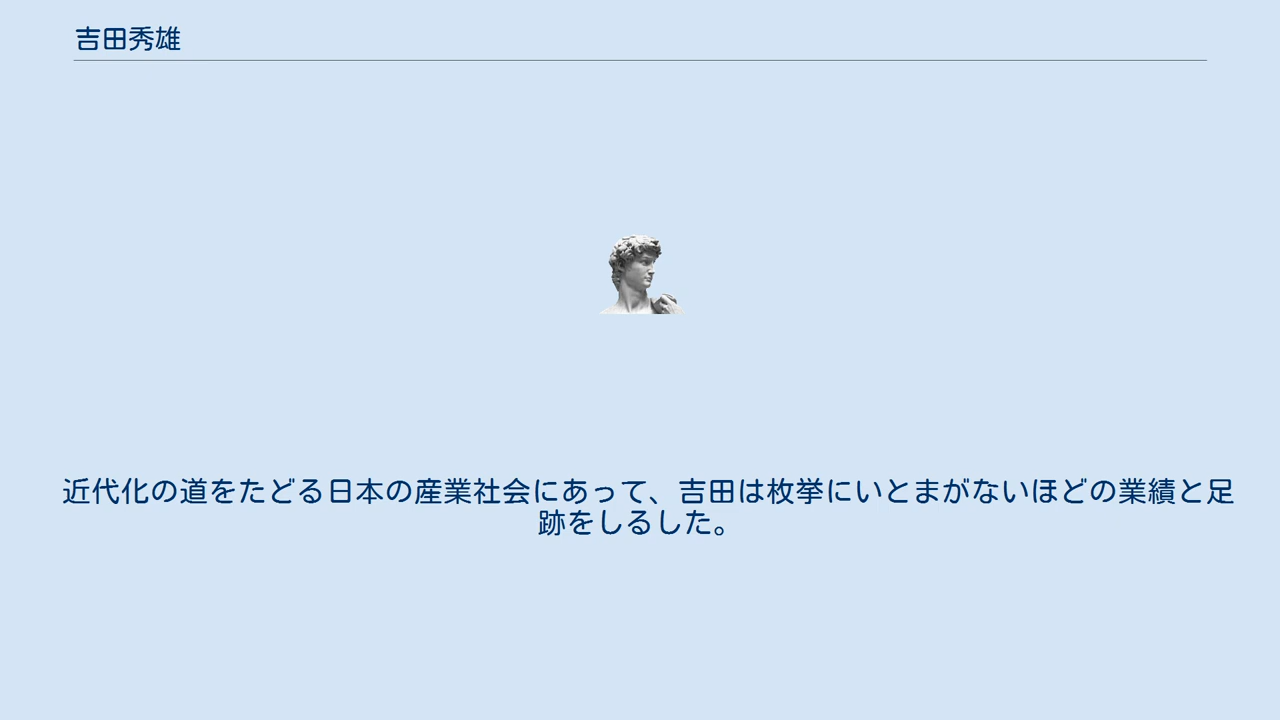 吉田秀雄
近代化の道をたどる日本の産業社会にあって、吉田は枚挙にいとまがないほどの業績と足
跡をしるした。